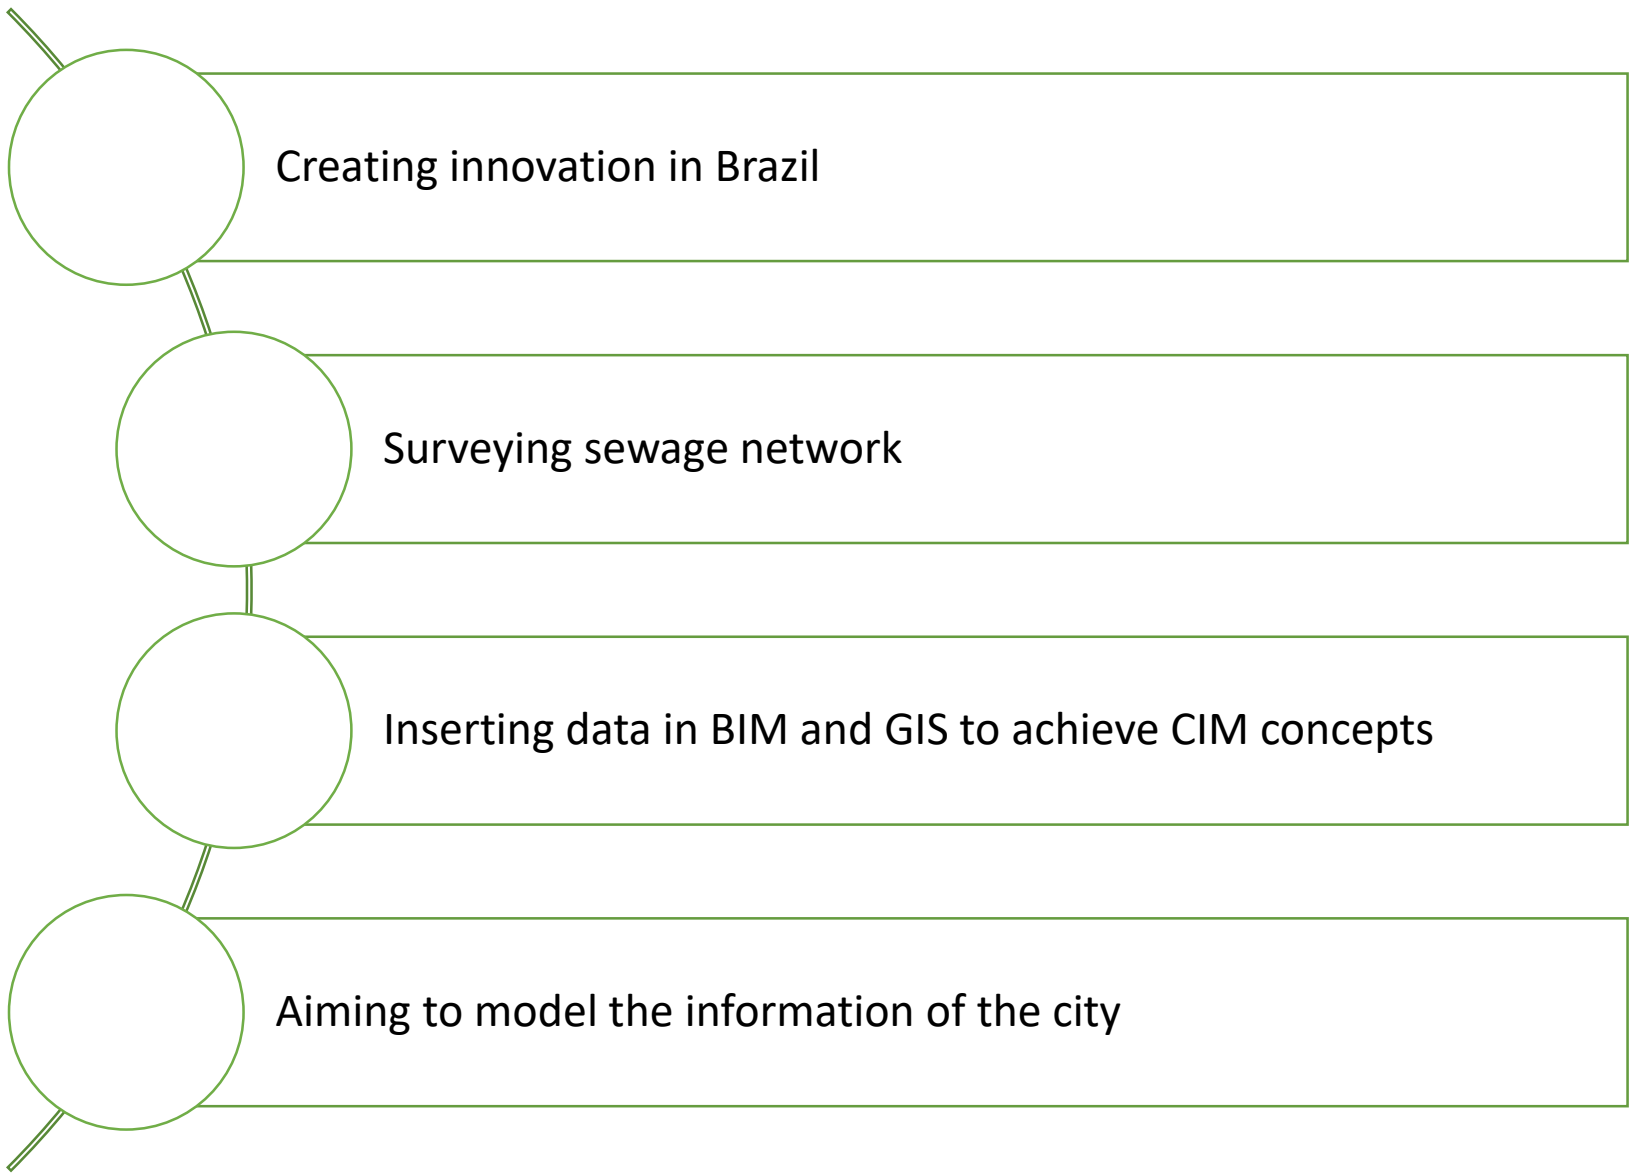 Creating innovation in Brazil
Surveying sewage network
Inserting data in BIM and GIS to achieve CIM concepts
Aiming to model the information of the city